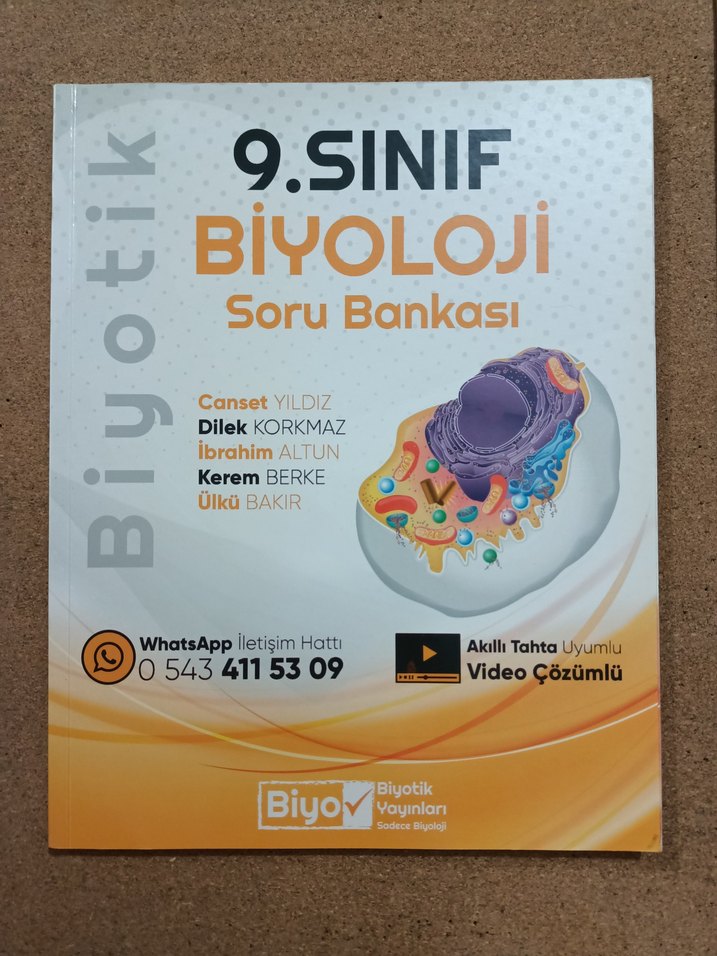 Biyotik
9.SINIF
BİYOLOJİ
Soru Bankası
Canset YILDIZ
Dilek KORKMAZ
İbrahim ALTUN
Kerem BERKE
Ülkü BAKIR
WhatsApp İletişim Hattı
0 543 411 53 09
Akıllı Tahta Uyumlu
Video Çözümlü
Biyo
Biyotik
Yayınları
Sadece Biyoloji